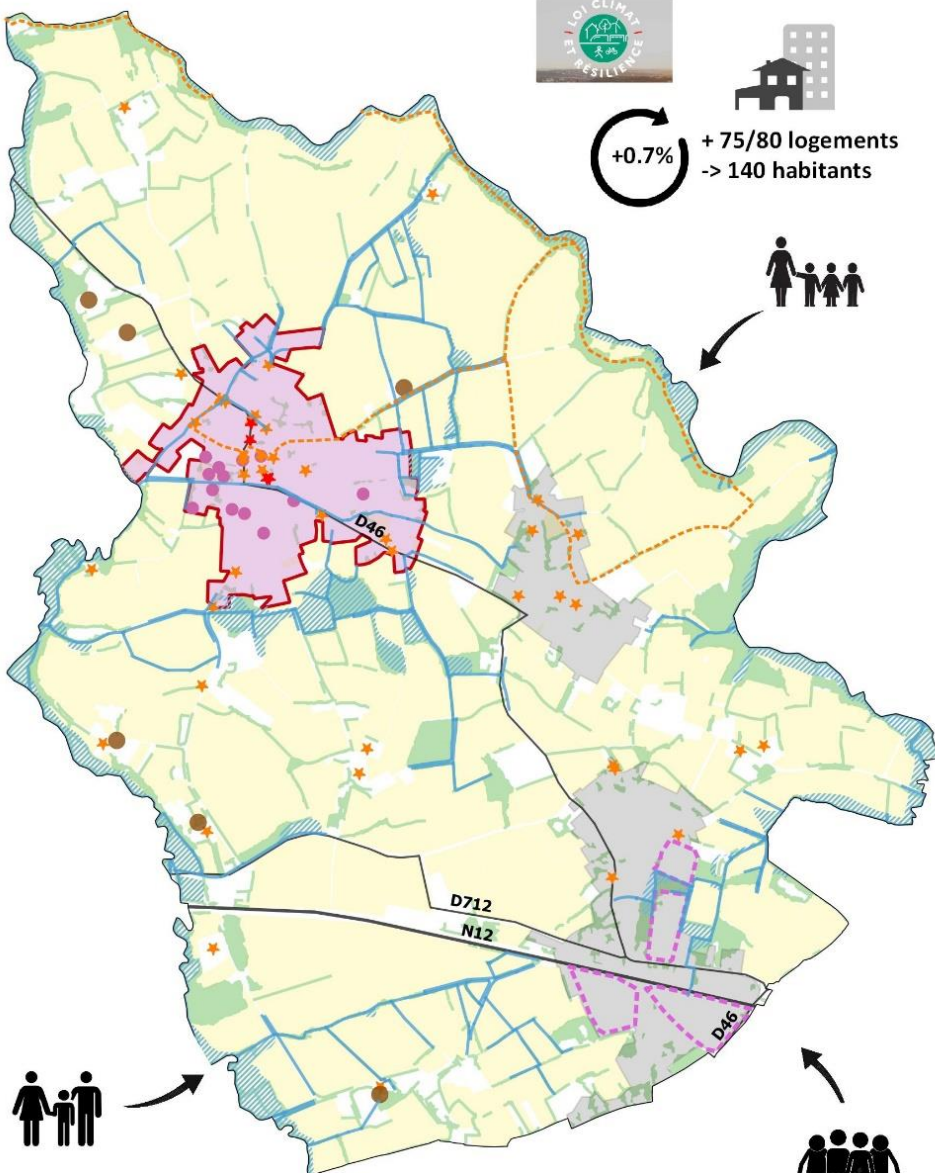 LOI CLIMAT
ET RÉSILIENCE
+0.7%
+ 75/80 logements
-> 140 habitants
D46
D712
N12
D46